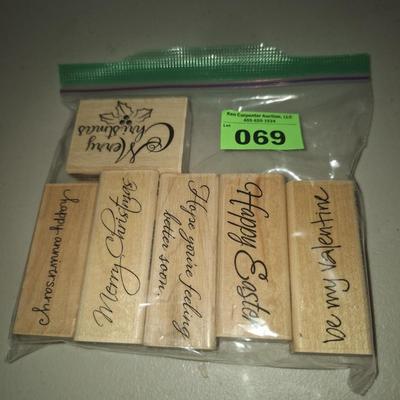 Ken Carpenter Auction, LLC
Lot
069
Merry
Christmas
happy anniversary
Merry Christmas
Hope you're feeling
better soon.
Happy Easter
be my valentine